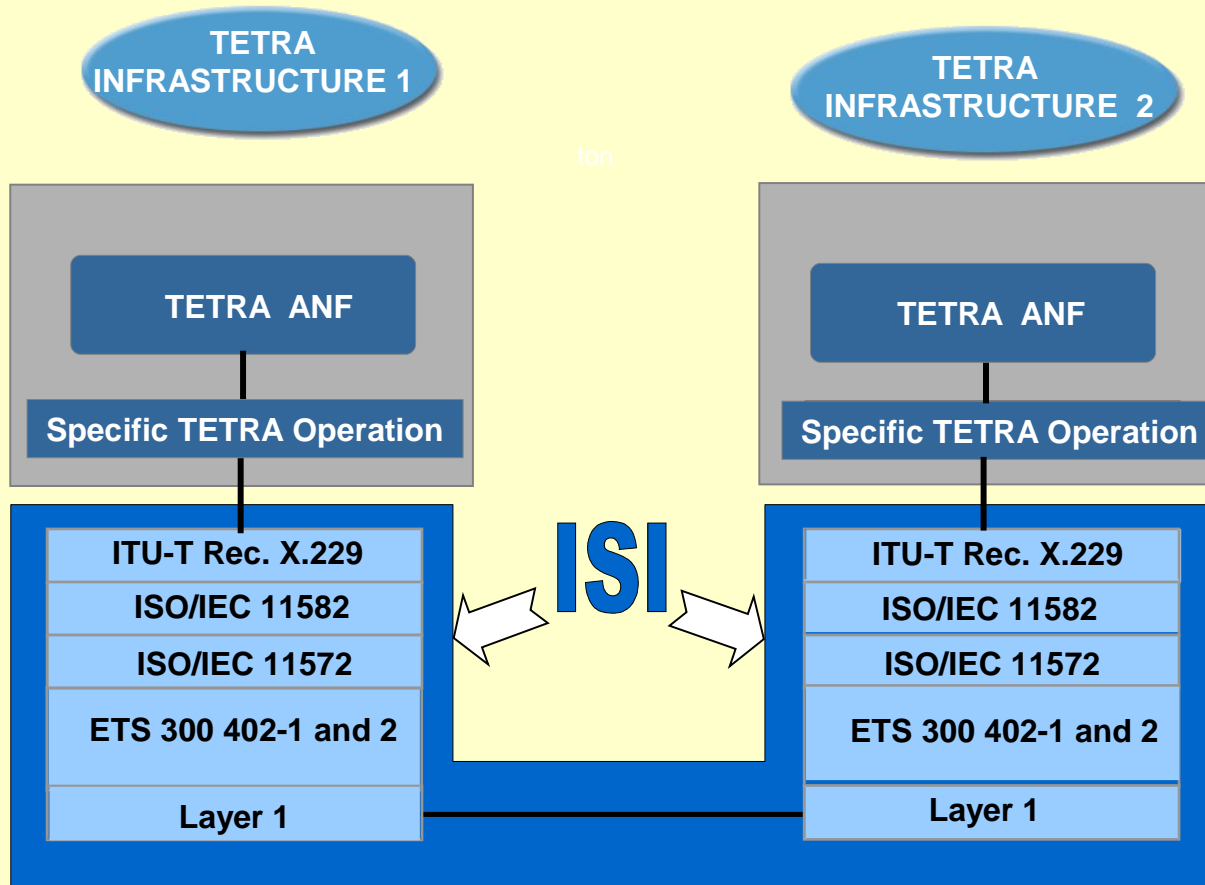 TETRA
INFRASTRUCTURE 1
TETRA
INFRASTRUCTURE 2
ton
TETRA ANF
TETRA ANF
Specific TETRA Operation
Specific TETRA Operation
ISI
ITU-T Rec. X.229
ISO/IEC 11582
ISO/IEC 11572
ETS 300 402-1 and 2
Layer 1
ITU-T Rec. X.229
ISO/IEC 11582
ISO/IEC 11572
ETS 300 402-1 and 2
Layer 1